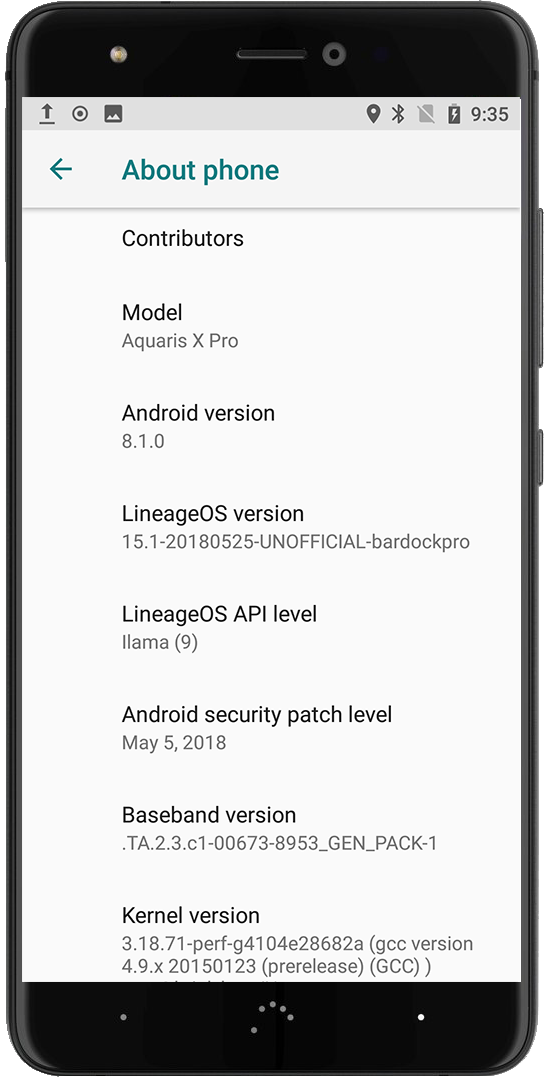 9:35
About phone
Contributors
Model
Aquaris X Pro
Android version
8.1.0
LineageOS version
15.1-20180525-UNOFFICIAL-bardockpro
LineageOS API level
Ilama (9)
Android security patch level
May 5, 2018
Baseband version
.TA.2.3.c1-00673-8953_GEN_PACK-1
Kernel version
3.18.71-perf-g4104e28682a (gcc version
4.9.x 20150123 (prerelease) (GCC) )